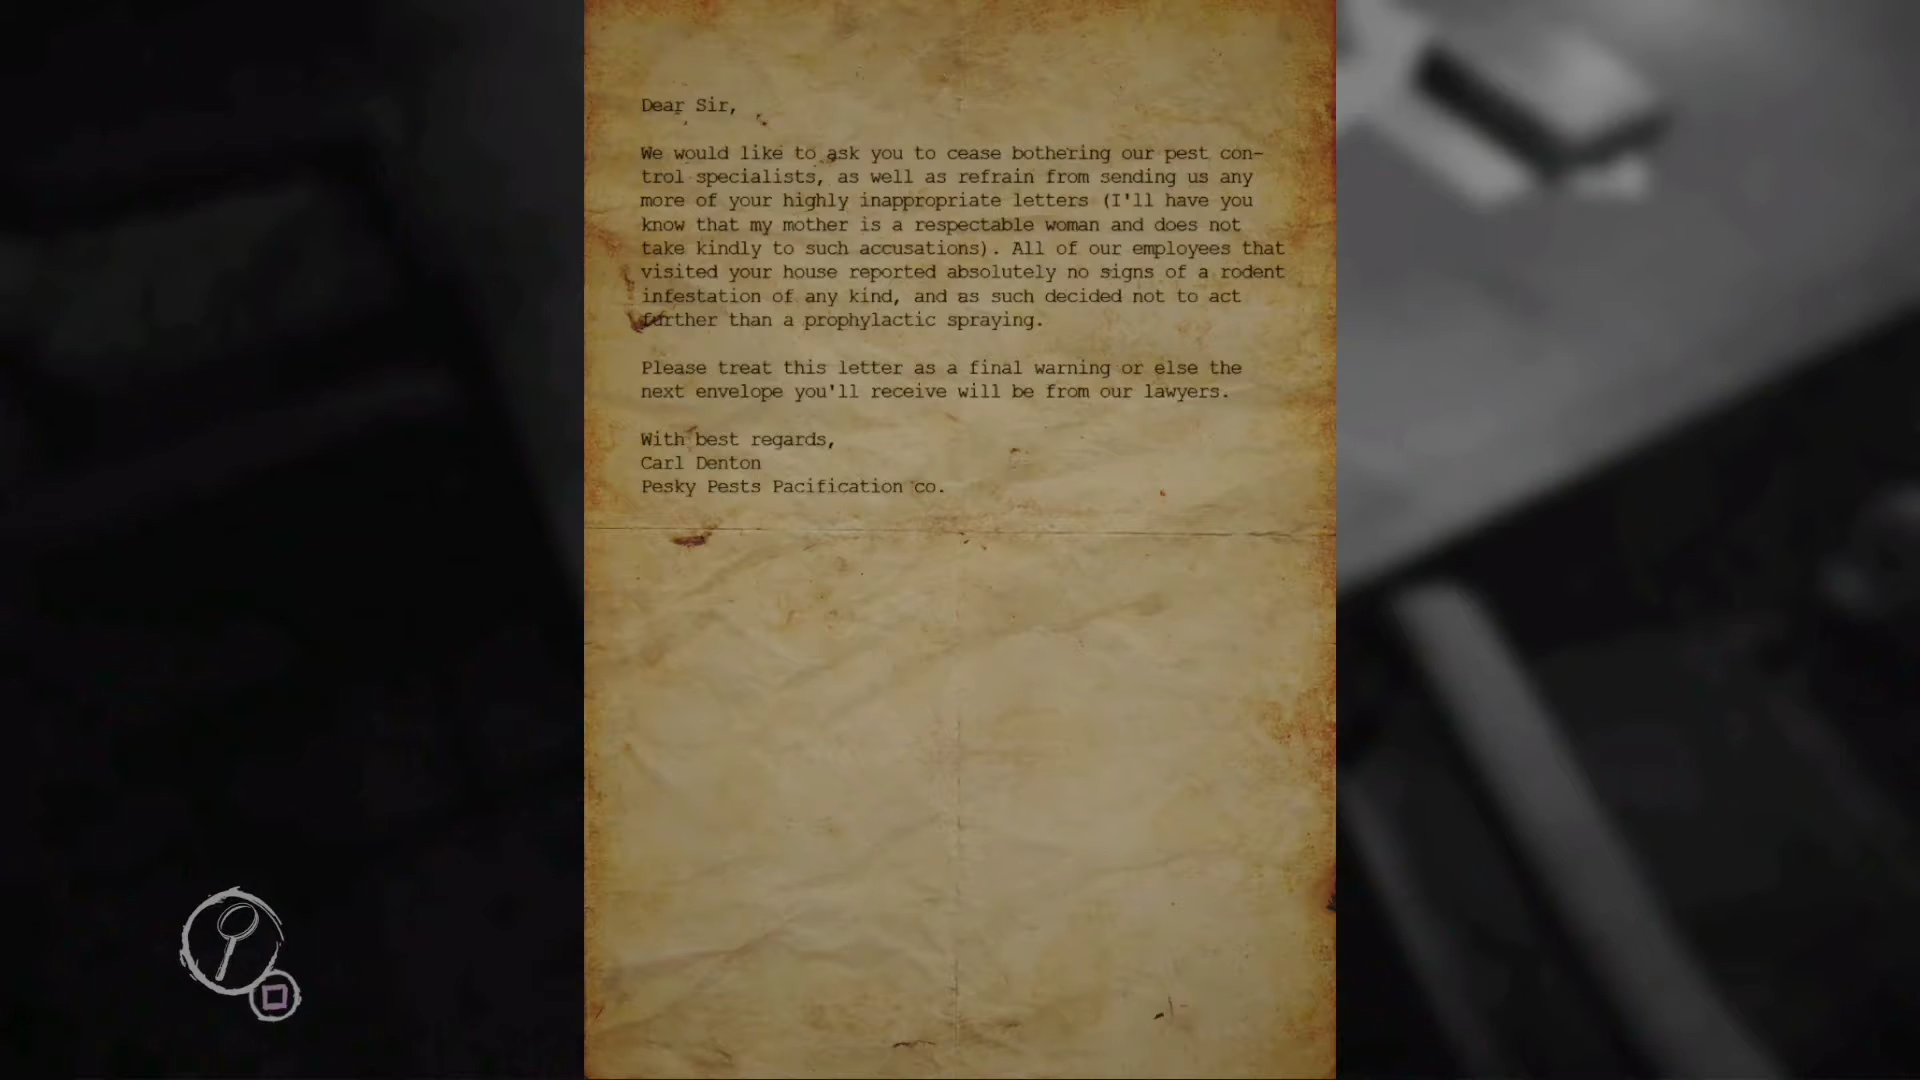 Dear Sir,
We would like to ask you to cease bothering our pest con-
trol specialists, as well as refrain from sending us any
more of your highly inappropriate letters (I'll have you
know that my mother is a respectable woman and does not
take kindly to such accusations). All of our employees that
visited your house reported absolutely no signs of a rodent
infestation of any kind, and as such decided not to act
further than a prophylactic spraying.
Please treat this letter as a final warning or else the
next envelope you'll receive will be from our lawyers.
With best regards,
Carl Denton
Pesky Pests Pacification co.